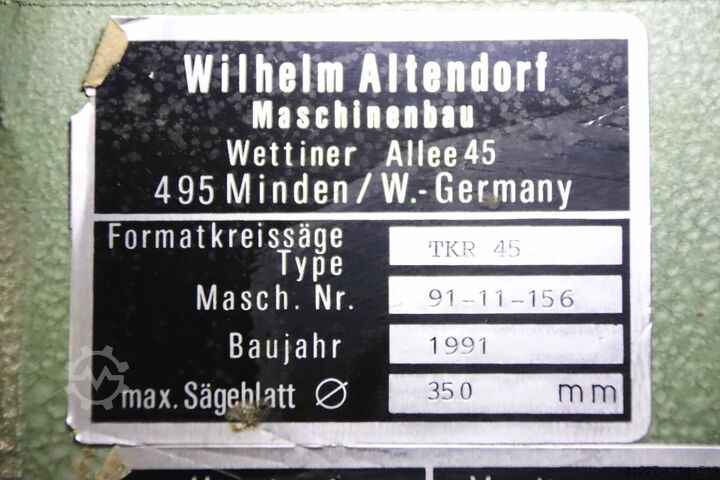 Wilhelm Altendorf
Maschinenbau
Wettiner Allee 45
495 Minden/W.-Germany
Formatkreissäge
Type TKR 45
Masch. Nr. 91-11-156
Baujahr 1991
max. Sägeblatt Ø 350 mm